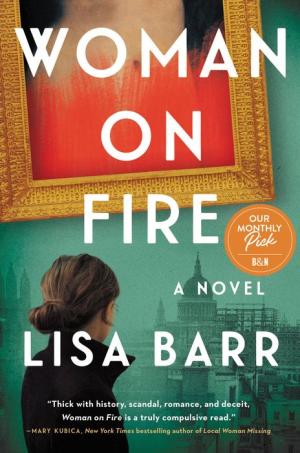 WOMAN
ON
FIRE
OUR
MONTHLY
Pick
B&N
A NOVEL
LISA BARR
"Thick with history, scandal, romance, and deceit,
Woman on Fire is a truly compulsive read."
—MARY KUBICA, New York Times bestselling author of Local Woman Missing